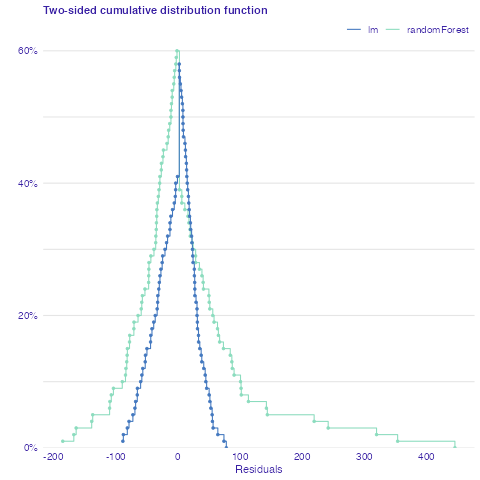 Two-sided cumulative distribution function
lm randomForest
60%
40%
20%
0%
-200 -100 0 100 200 300 400
Residuals